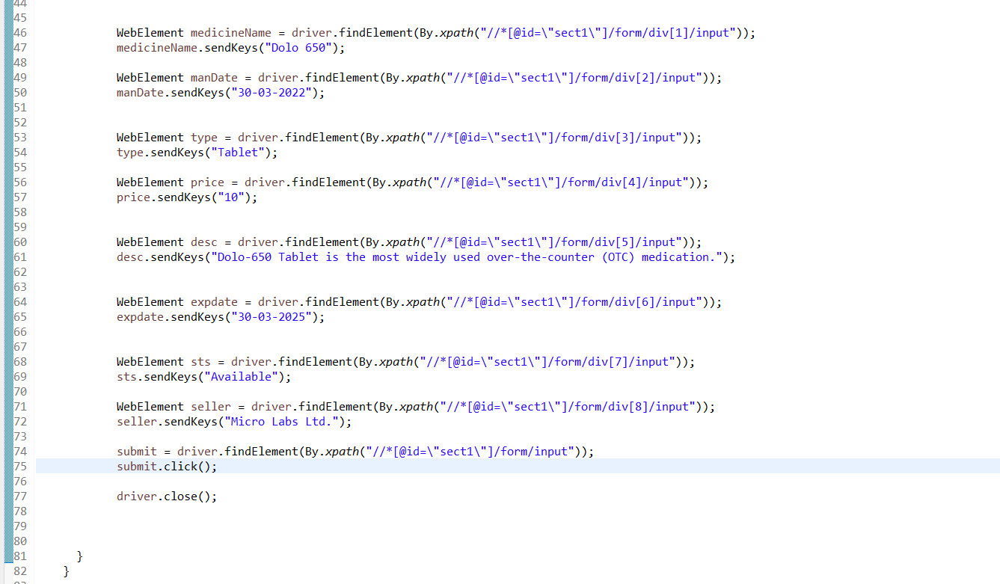 44
45
46 WebElement medicineName = driver.findElement(By.xpath("//*[@id=\"sect1\"]/form/div[1]/input"));
47 medicineName.sendKeys("Dolo 650");
48
49 WebElement manDate = driver.findElement(By.xpath("//*[@id=\"sect1\"]/form/div[2]/input"));
50 manDate.sendKeys("30-03-2022");
51
52
53 WebElement type = driver.findElement(By.xpath("//*[@id=\"sect1\"]/form/div[3]/input"));
54 type.sendKeys("Tablet");
55
56 WebElement price = driver.findElement(By.xpath("//*[@id=\"sect1\"]/form/div[4]/input"));
57 price.sendKeys("10");
58
59
60 WebElement desc = driver.findElement(By.xpath("//*[@id=\"sect1\"]/form/div[5]/input"));
61 desc.sendKeys("Dolo-650 Tablet is the most widely used over-the-counter (OTC) medication.");
62
63
64 WebElement expdate = driver.findElement(By.xpath("//*[@id=\"sect1\"]/form/div[6]/input"));
65 expdate.sendKeys("30-03-2025");
66
67
68 WebElement sts = driver.findElement(By.xpath("//*[@id=\"sect1\"]/form/div[7]/input"));
69 sts.sendKeys("Available");
70
71 WebElement seller = driver.findElement(By.xpath("//*[@id=\"sect1\"]/form/div[8]/input"));
72 seller.sendKeys("Micro Labs Ltd.");
73
74 submit = driver.findElement(By.xpath("//*[@id=\"sect1\"]/form/input"));
75 submit.click();
76
77 driver.close();
78
79
80
81 }
82 }